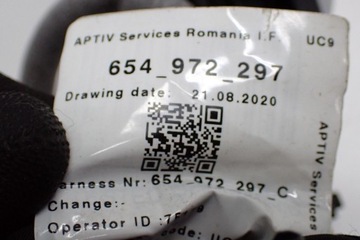 APTIV Services Romania I.F
UC9
654_972_297
Drawing date: 21.08.2020
arness Nr: 654_972_297_C
Change:-
Operator ID :
APTIV Services